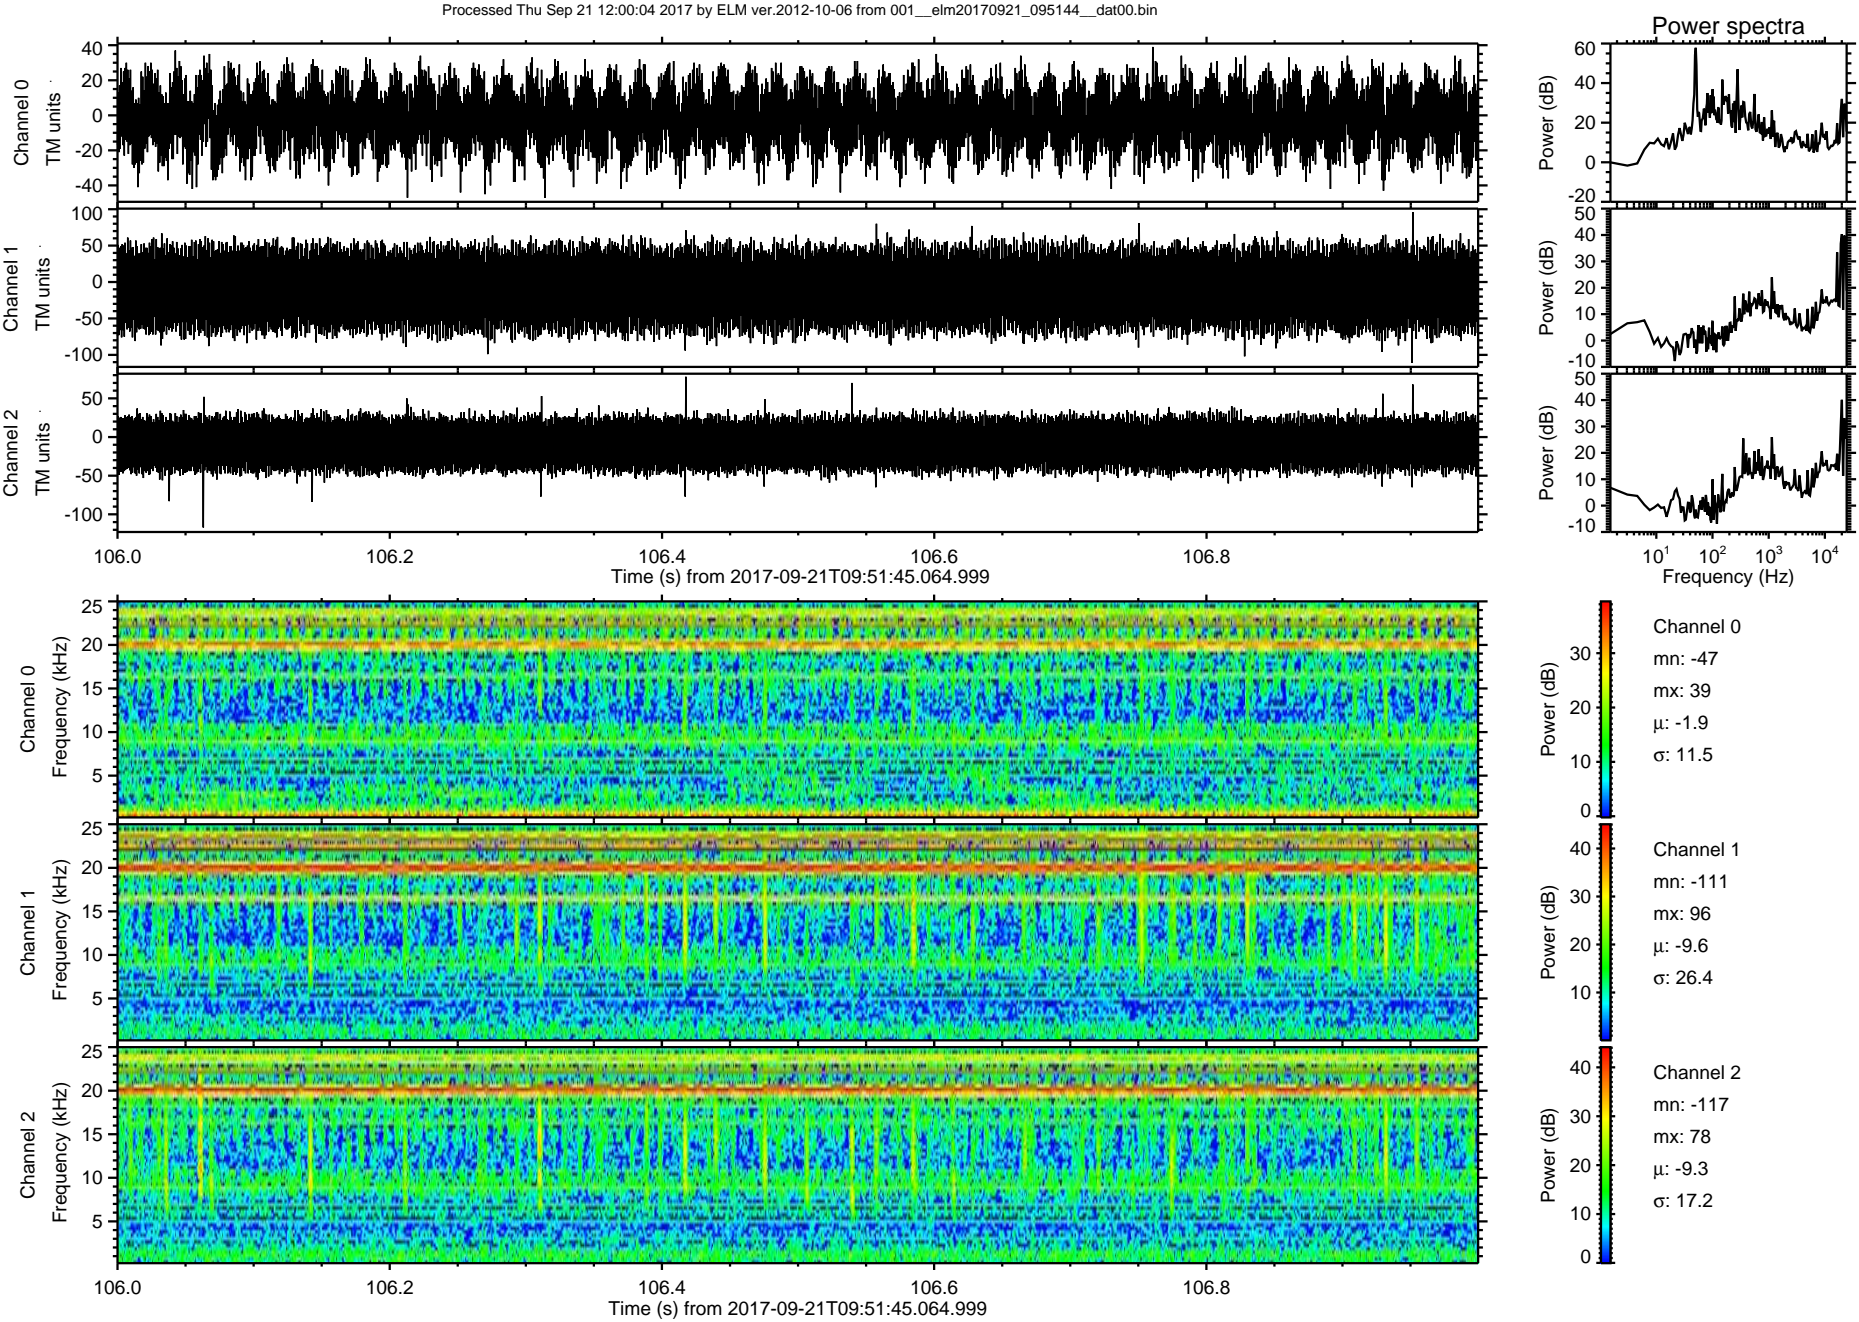 Processed Thu Sep 21 12:00:04 2017 by ELM ver.2012-10-06 from 001__elm20170921_095144__dat00.bin
Power spectra
Channel 0
TM units
40
20
0
-20
-40
Power (dB)
60
40
20
0
-20
Channel 1
TM units
100
50
0
-50
-100
Power (dB)
50
40
30
20
10
0
-10
Channel 2
TM units
50
0
-50
-100
Power (dB)
50
40
30
20
10
0
-10
106.0 106.2 106.4 106.6 106.8
Time (s) from 2017-09-21T09:51:45.064.999
10^1 10^2 10^3 10^4
Frequency (Hz)
Channel 0
Frequency (kHz)
25
20
15
10
5
Power (dB)
30
20
10
0
Channel 0
mn: -47
mx: 39
μ: -1.9
σ: 11.5
Channel 1
Frequency (kHz)
25
20
15
10
5
Power (dB)
40
30
20
10
Channel 1
mn: -111
mx: 96
μ: -9.6
σ: 26.4
Channel 2
Frequency (kHz)
25
20
15
10
5
Power (dB)
40
30
20
10
0
Channel 2
mn: -117
mx: 78
μ: -9.3
σ: 17.2
106.0 106.2 106.4 106.6 106.8
Time (s) from 2017-09-21T09:51:45.064.999